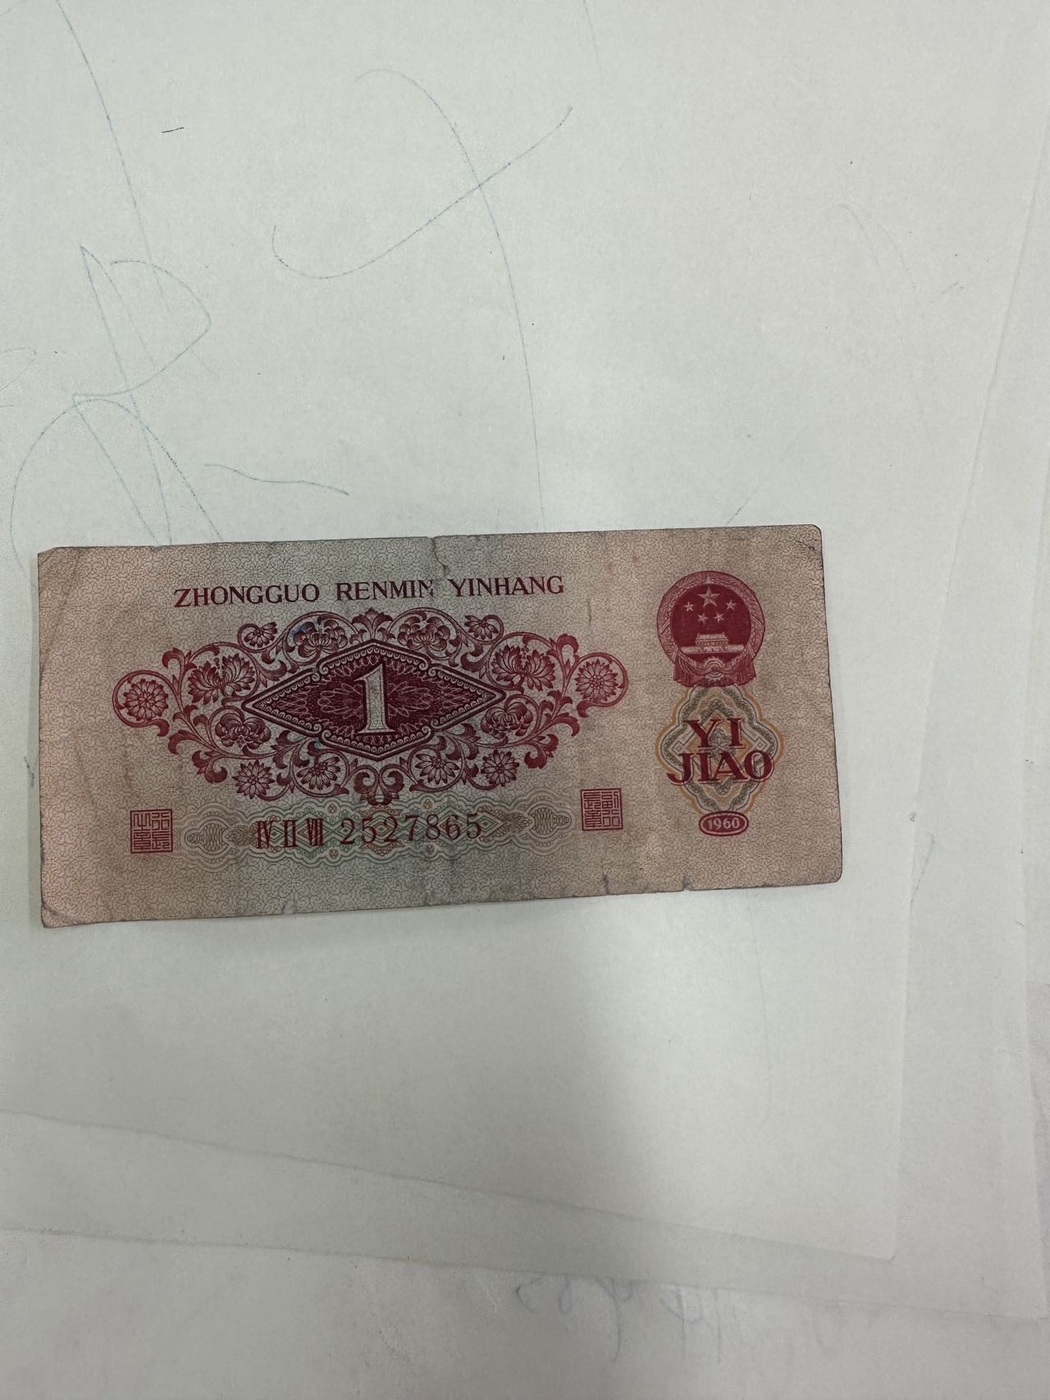 ZHONGGUO RENMIN YINHANG
1
YI
JIAO
1960
IV II VII 2527865